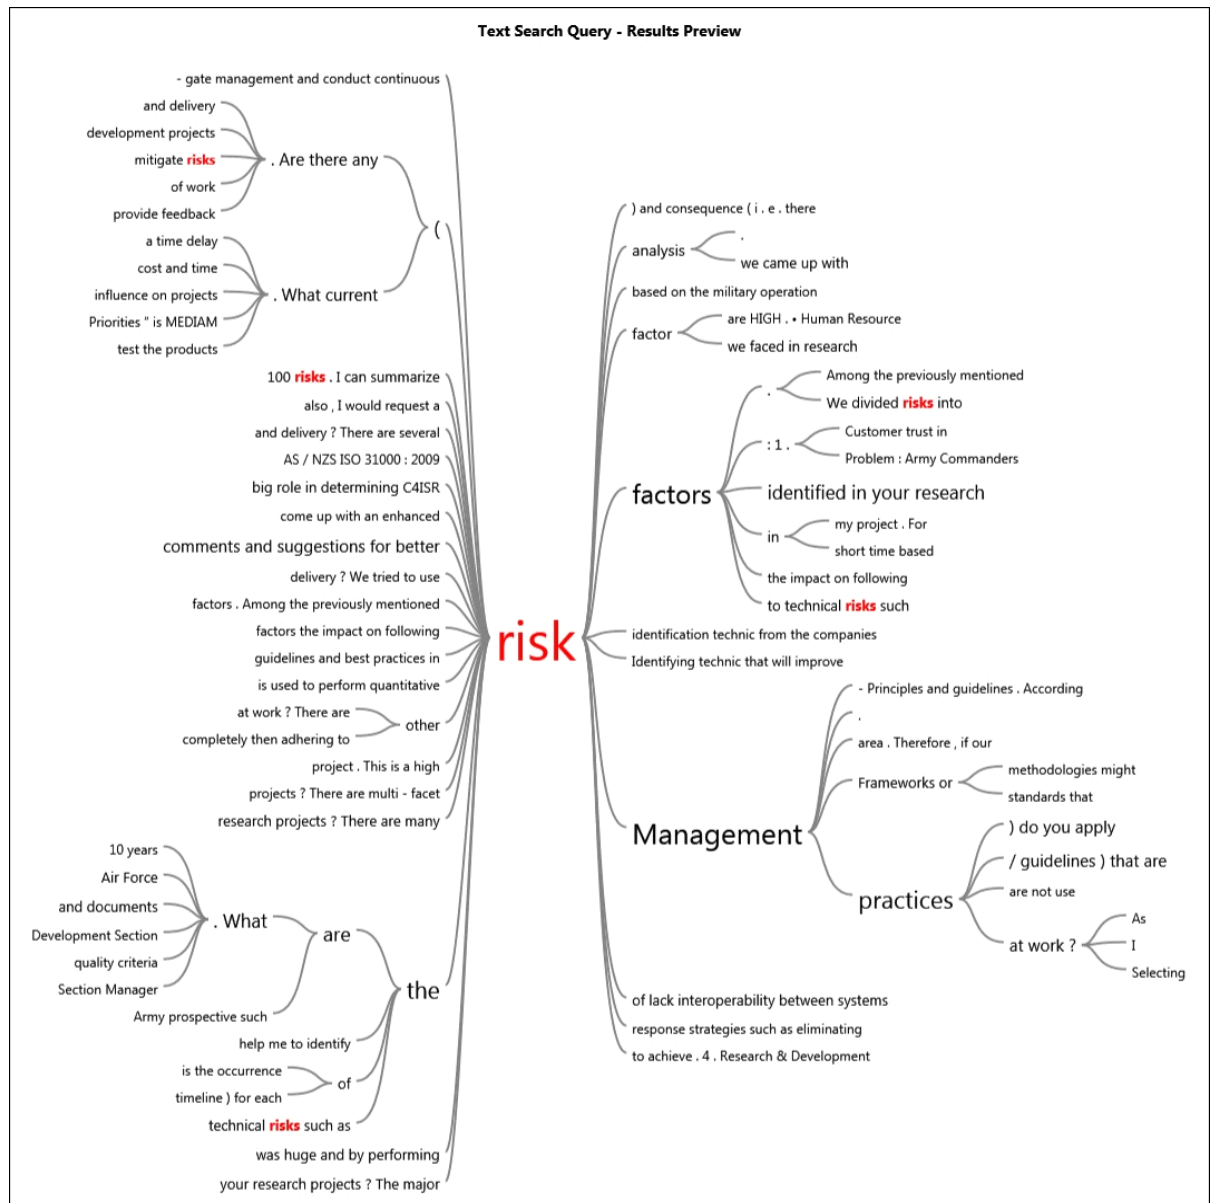 Text Search Query - Results Preview
- gate management and conduct continuous
and delivery
development projects
mitigate risks
of work
provide feedback
. Are there any
a time delay
cost and time
influence on projects
Priorities " is MEDIAM
test the products
. What current
(
100 risks . I can summarize
also , I would request a
and delivery ? There are several
AS / NZS ISO 31000 : 2009
big role in determining C4ISR
come up with an enhanced
comments and suggestions for better
delivery ? We tried to use
factors . Among the previously mentioned
factors the impact on following
guidelines and best practices in
is used to perform quantitative
at work ? There are
completely then adhering to
other
project . This is a high
projects ? There are multi - facet
research projects ? There are many
10 years
Air Force
and documents
Development Section
quality criteria
Section Manager
. What
Army prospective such
are
help me to identify
is the occurrence
timeline ) for each
of
technical risks such as
the
was huge and by performing
your research projects ? The major
risk
) and consequence ( i . e . there
analysis
.
we came up with
based on the military operation
factor
are HIGH . • Human Resource
we faced in research
factors
.
Among the previously mentioned
We divided risks into
: 1 .
Customer trust in
Problem : Army Commanders
identified in your research
in
my project . For
short time based
the impact on following
to technical risks such
identification technic from the companies
Identifying technic that will improve
Management
- Principles and guidelines . According
.
area . Therefore , if our
Frameworks or
methodologies might
standards that
practices
) do you apply
/ guidelines ) that are
are not use
at work ?
As
I
Selecting
of lack interoperability between systems
response strategies such as eliminating
to achieve . 4 . Research & Development